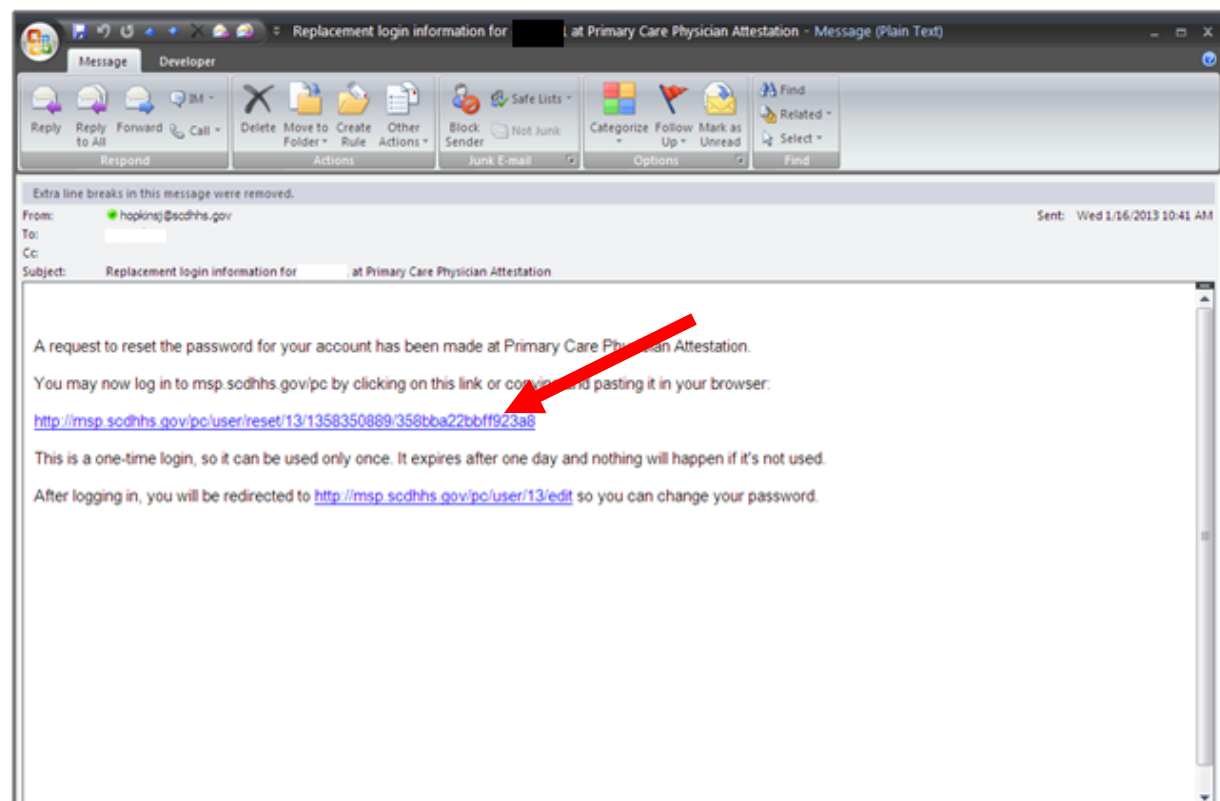 Replacement login information for at Primary Care Physician Attestation - Message (Plain Text)
Message Developer
Reply
Reply to All
Forward
IM
Call
Respond
Delete
Move to Folder
Create Rule
Other Actions
Actions
Block Sender
Safe Lists
Not Junk
Junk E-mail
Categorize
Follow Up
Mark as Unread
Options
Find
Related
Select
Find
Extra line breaks in this message were removed.
From: hopkinsj@scdhhs.gov Sent: Wed 1/16/2013 10:41 AM
To:
Cc:
Subject: Replacement login information for at Primary Care Physician Attestation
A request to reset the password for your account has been made at Primary Care Physician Attestation.
You may now log in to msp.scdhhs.gov/pc by clicking on this link or copying and pasting it in your browser:
http://msp.scdhhs.gov/pc/user/reset/13/1358350889/358bba22bbff923a8
This is a one-time login, so it can be used only once. It expires after one day and nothing will happen if it's not used.
After logging in, you will be redirected to http://msp.scdhhs.gov/pc/user/13/edit so you can change your password.